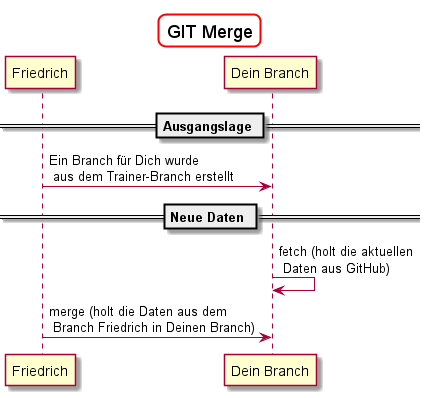 GIT Merge
Friedrich
Dein Branch
Ausgangslage
Ein Branch für Dich wurde
aus dem Trainer-Branch erstellt
Neue Daten
fetch (holt die aktuellen
Daten aus GitHub)
merge (holt die Daten aus dem
Branch Friedrich in Deinen Branch)
Friedrich
Dein Branch